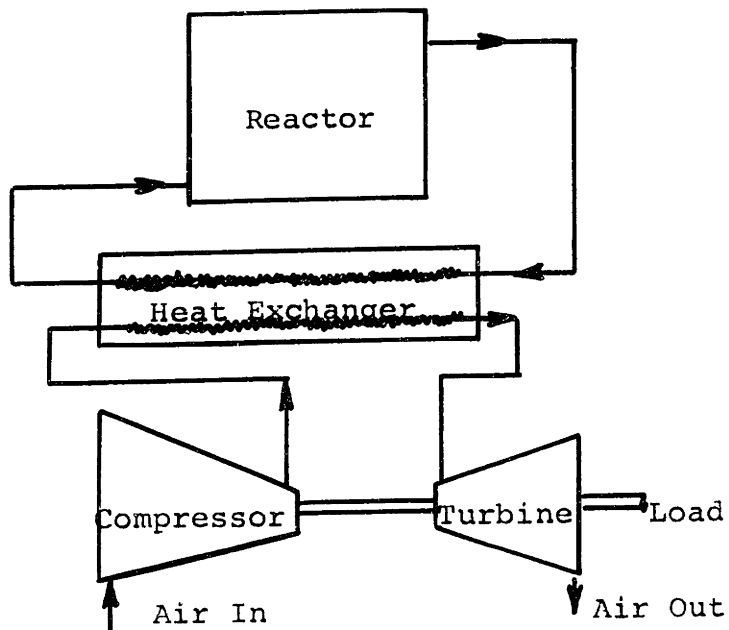 Reactor
Heat Exchanger
Compressor
Turbine
Load
Air In
Air Out